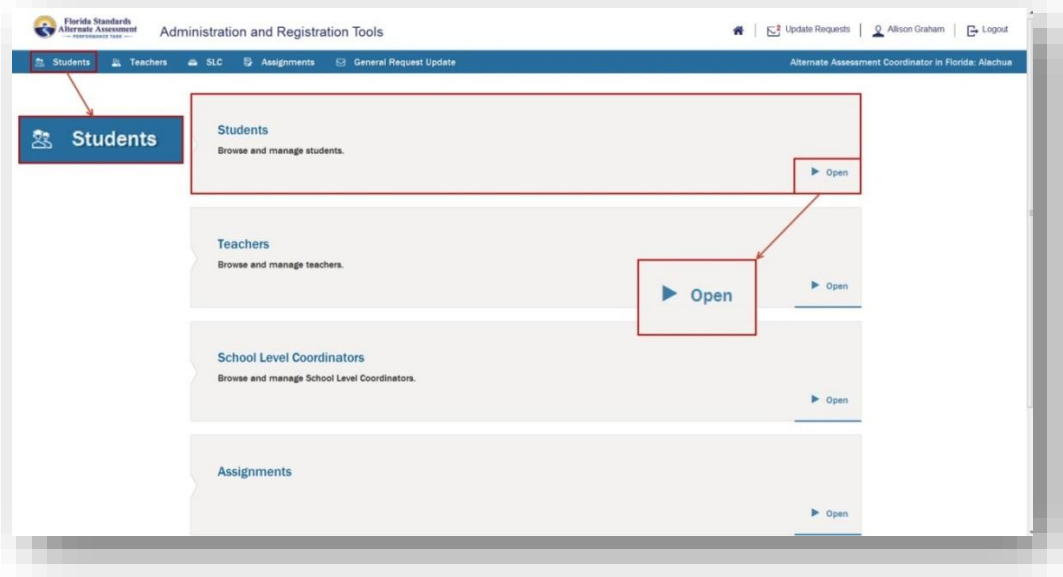 Florida Standards
Alternate Assessment
PERFORMANCE TASK
Administration and Registration Tools
Update Requests
Allison Graham
Logout
Students
Teachers
SLC
Assignments
General Request Update
Alternate Assessment Coordinator in Florida: Alachua
Students
Students
Browse and manage students.
Open
Teachers
Browse and manage teachers.
Open
Open
School Level Coordinators
Browse and manage School Level Coordinators.
Open
Assignments
Open